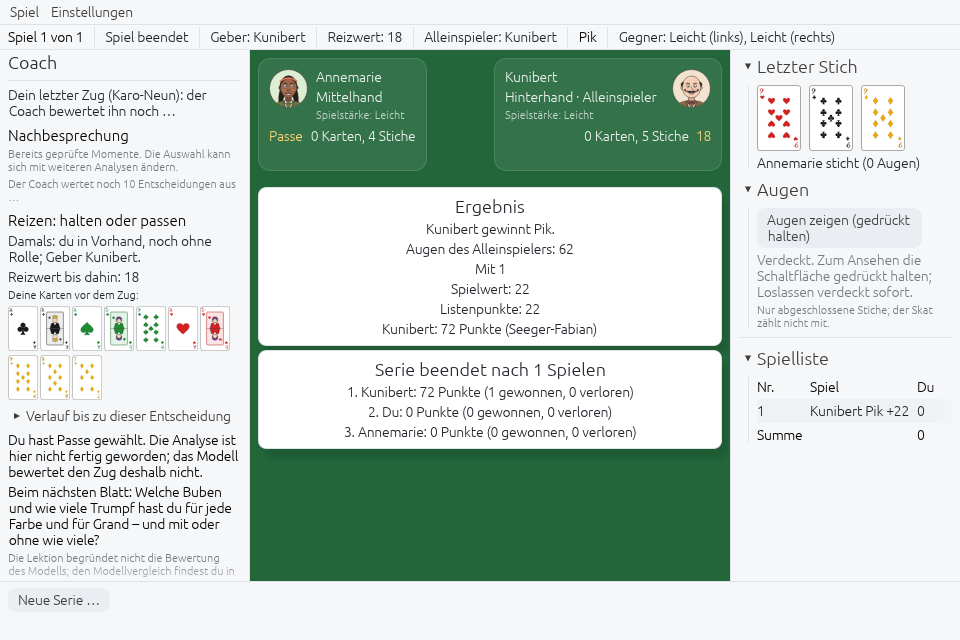 Spiel Einstellungen
Spiel 1 von 1 Spiel beendet Geber: Kunibert Reizwert: 18 Alleinspieler: Kunibert Pik Gegner: Leicht (links), Leicht (rechts)
Coach
Dein letzter Zug (Karo-Neun): der
Coach bewertet ihn noch …
Nachbesprechung
Bereits geprüfte Momente. Die Auswahl kann
sich mit weiteren Analysen ändern.
Der Coach wertet noch 10 Entscheidungen aus
…
Reizen: halten oder passen
Damals: du in Vorhand, noch ohne
Rolle; Geber Kunibert.
Reizwert bis dahin: 18
Deine Karten vor dem Zug:
▸ Verlauf bis zu dieser Entscheidung
Du hast Passe gewählt. Die Analyse ist
hier nicht fertig geworden; das Modell
bewertet den Zug deshalb nicht.
Beim nächsten Blatt: Welche Buben
und wie viele Trumpf hast du für jede
Farbe und für Grand – und mit oder
ohne wie viele?
Die Lektion begründet nicht die Bewertung
des Modells; den Modellvergleich findest du in
Neue Serie …
Annemarie
Mittelhand
Spielstärke: Leicht
Passe 0 Karten, 4 Stiche
Kunibert
Hinterhand · Alleinspieler
Spielstärke: Leicht
0 Karten, 5 Stiche 18
Ergebnis
Kunibert gewinnt Pik.
Augen des Alleinspielers: 62
Mit 1
Spielwert: 22
Listenpunkte: 22
Kunibert: 72 Punkte (Seeger-Fabian)
Serie beendet nach 1 Spielen
1. Kunibert: 72 Punkte (1 gewonnen, 0 verloren)
2. Du: 0 Punkte (0 gewonnen, 0 verloren)
3. Annemarie: 0 Punkte (0 gewonnen, 0 verloren)
▾ Letzter Stich
Annemarie sticht (0 Augen)
▾ Augen
Augen zeigen (gedrückt
halten)
Verdeckt. Zum Ansehen die
Schaltfläche gedrückt halten;
Loslassen verdeckt sofort.
Nur abgeschlossene Stiche; der Skat
zählt nicht mit.
▾ Spielliste
Nr. Spiel Du
1 Kunibert Pik +22 0
Summe 0